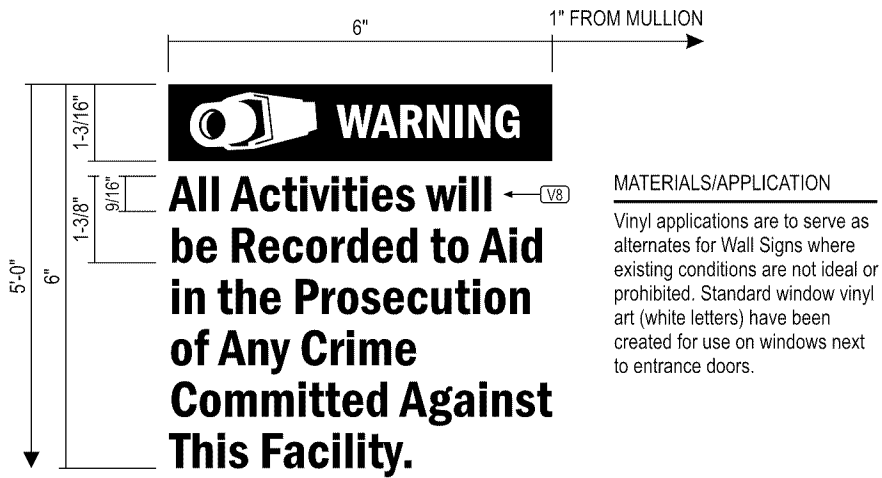 6"
1" FROM MULLION
1-3/16"
WARNING
9/16"
1-3/8"
6"
5'-0"
All Activities will
V8
be Recorded to Aid
in the Prosecution
of Any Crime
Committed Against
This Facility.
MATERIALS/APPLICATION
Vinyl applications are to serve as
alternates for Wall Signs where
existing conditions are not ideal or
prohibited. Standard window vinyl
art (white letters) have been
created for use on windows next
to entrance doors.